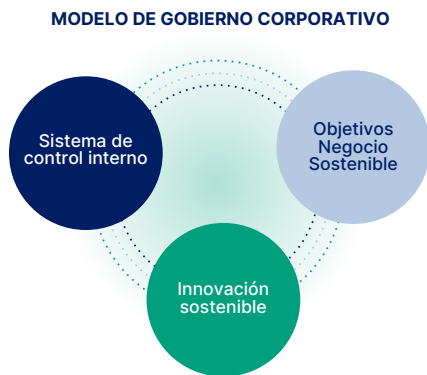 MODELO DE GOBIERNO CORPORATIVO
Sistema de
control interno
Objetivos
Negocio
Sostenible
Innovación
sostenible